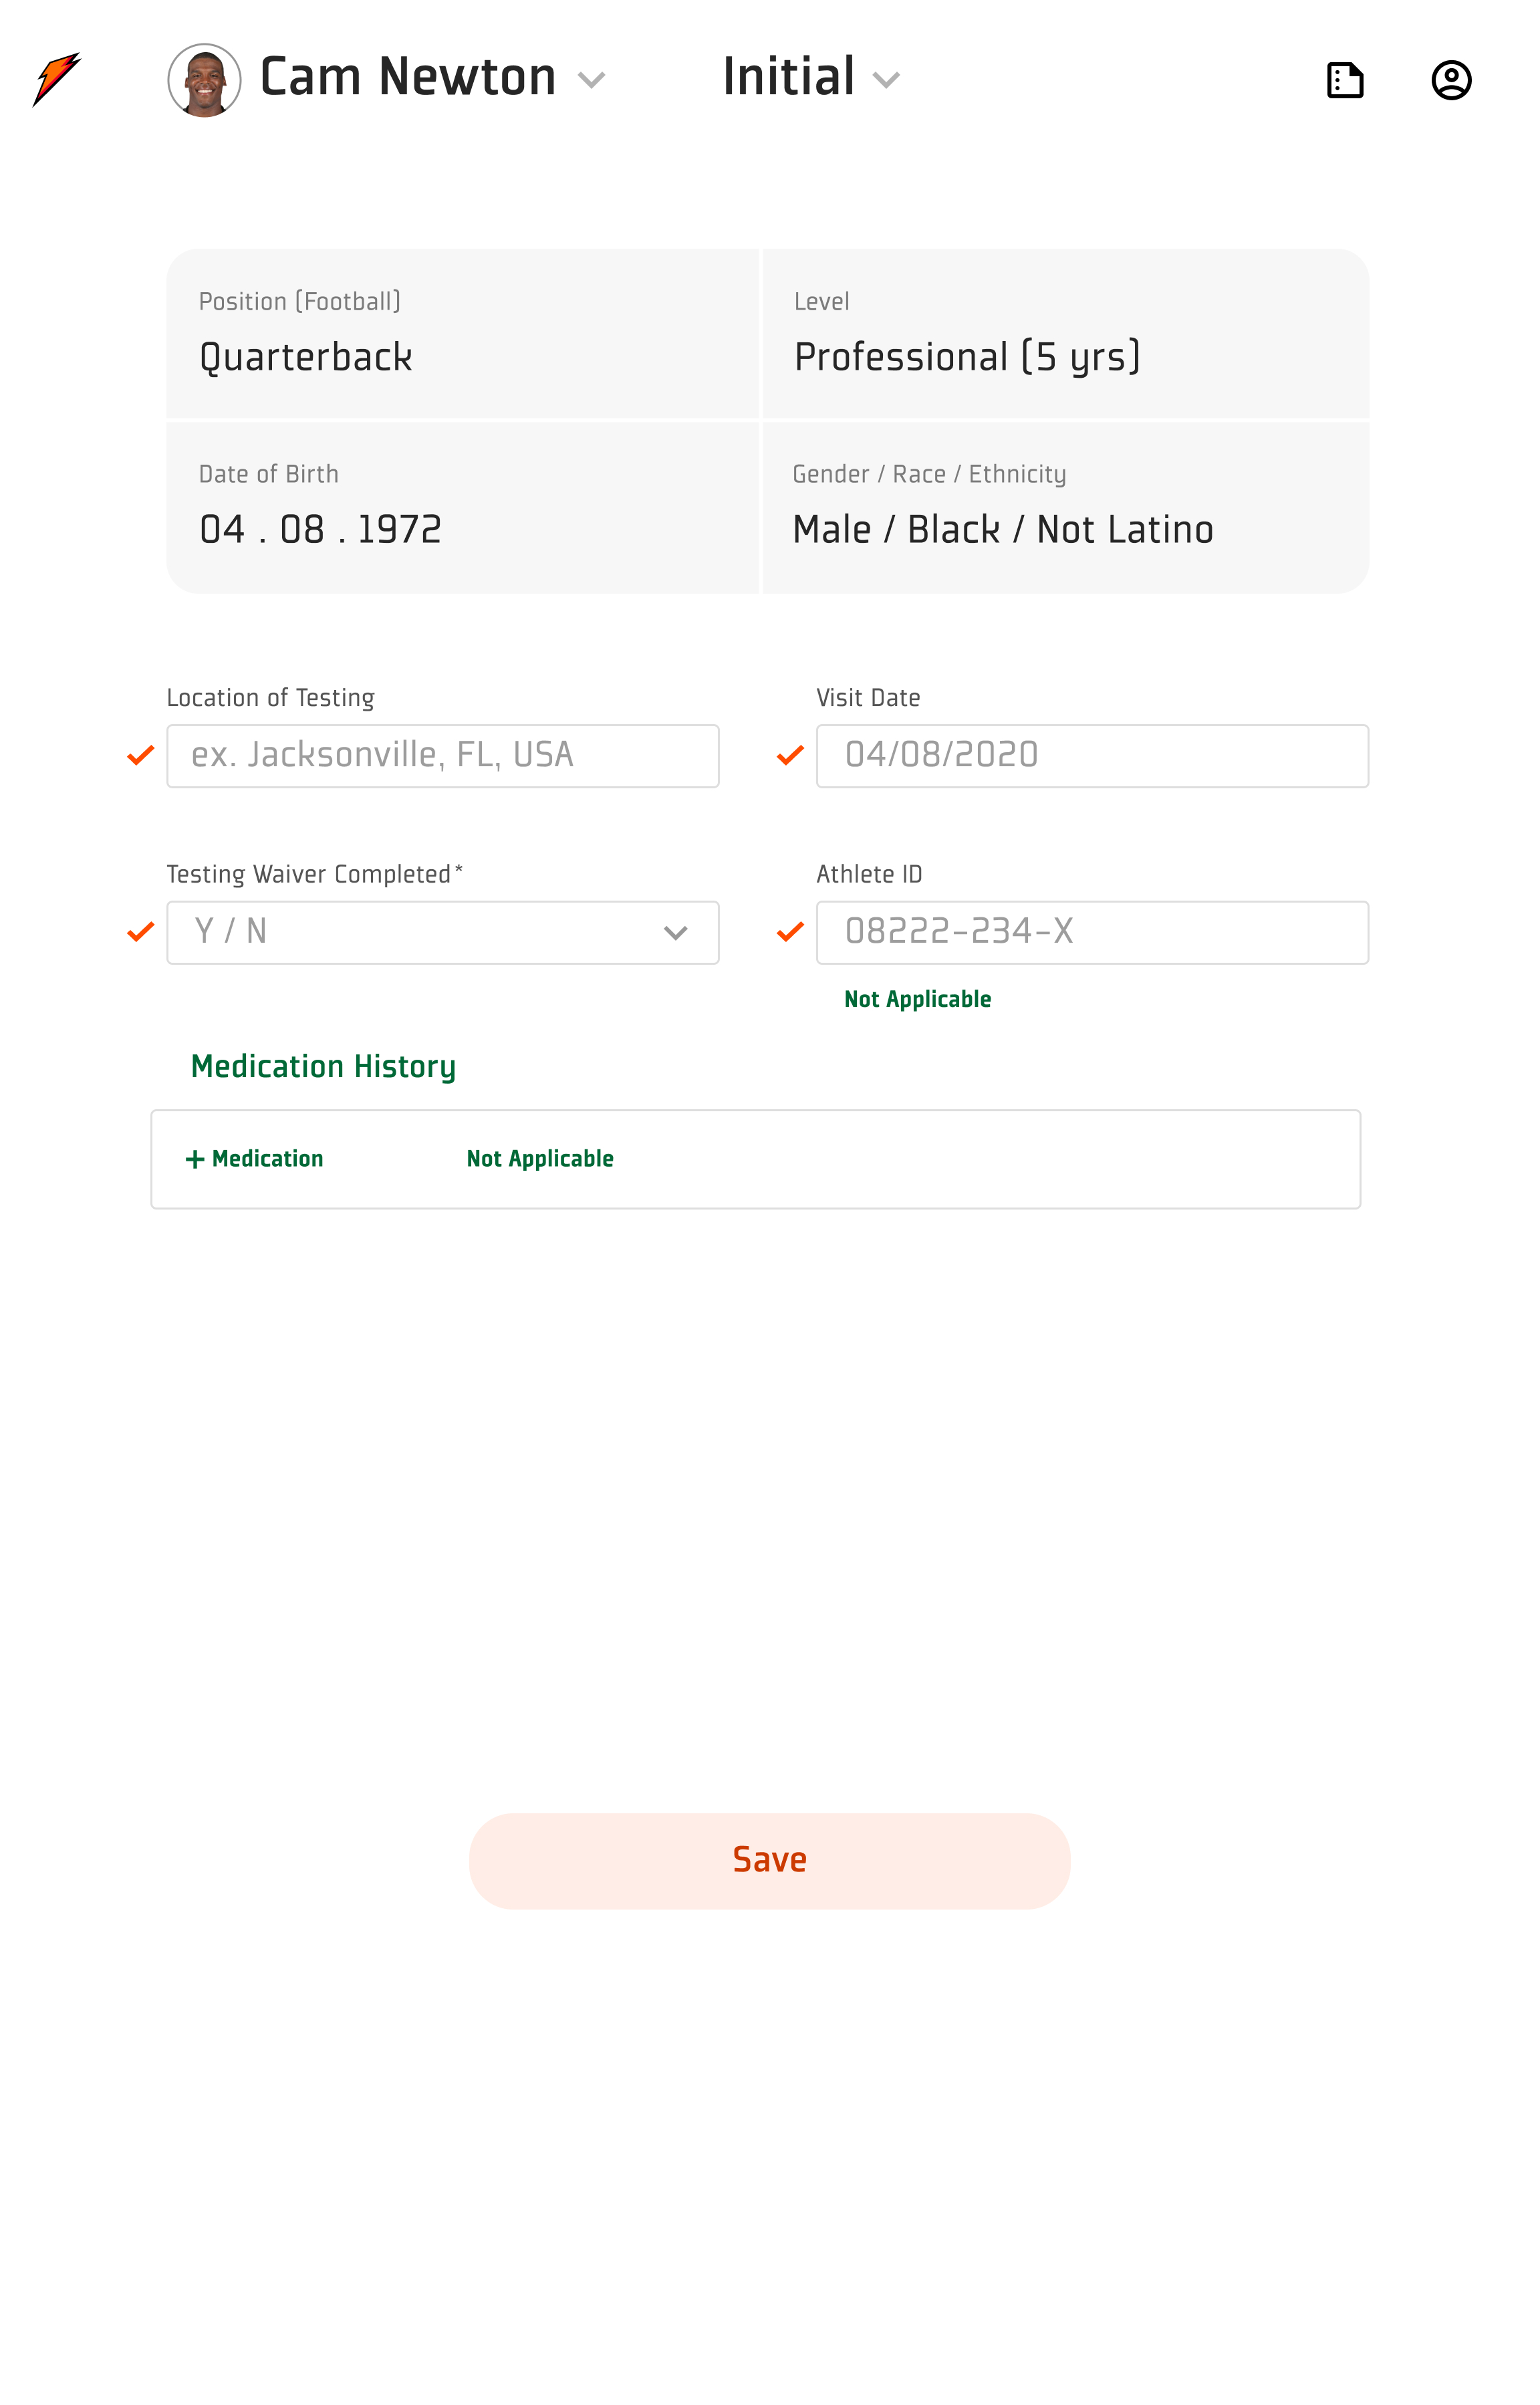 Cam Newton
Initial
Position (Football)
Quarterback
Level
Professional (5 yrs)
Date of Birth
04 . 08 . 1972
Gender / Race / Ethnicity
Male / Black / Not Latino
Location of Testing
ex. Jacksonville, FL, USA
Visit Date
04/08/2020
Testing Waiver Completed*
Y / N
Athlete ID
08222-234-X
Not Applicable
Medication History
+ Medication
Not Applicable
Save